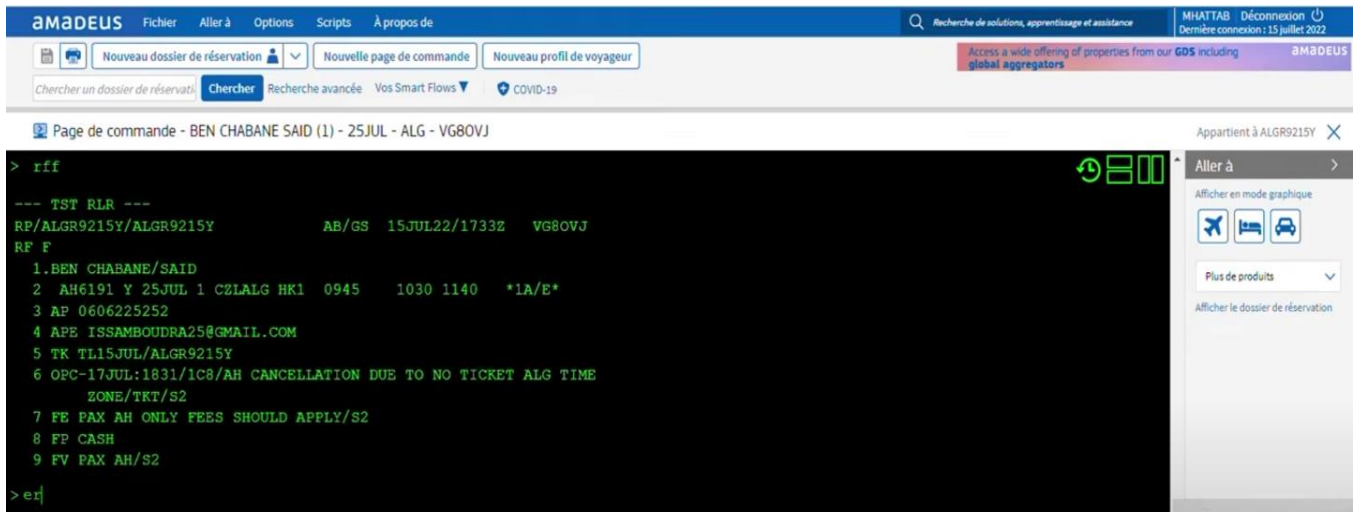 aMaDEUS Fichier Aller à Options Scripts À propos de Recherche de solutions, apprentissage et assistance MHATTAB Déconnexion
Dernière connexion : 15 juillet 2022
Nouveau dossier de réservation Nouvelle page de commande Nouveau profil de voyageur
Access a wide offering of properties from our GDS including global aggregators aMaDEUS
Chercher un dossier de réservati Chercher Recherche avancée Vos Smart Flows COVID-19
Page de commande - BEN CHABANE SAID (1) - 25JUL - ALG - VG8OVJ Appartient à ALGR9215Y
> rff
--- TST RLR ---
RP/ALGR9215Y/ALGR9215Y AB/GS 15JUL22/1733Z VG8OVJ
RF F
1.BEN CHABANE/SAID
2 AH6191 Y 25JUL 1 CZLALG HK1 0945 1030 1140 *1A/E*
3 AP 0606225252
4 APE ISSAMBOUDRA25@GMAIL.COM
5 TK TL15JUL/ALGR9215Y
6 OPC-17JUL:1831/1C8/AH CANCELLATION DUE TO NO TICKET ALG TIME
ZONE/TKT/S2
7 FE PAX AH ONLY FEES SHOULD APPLY/S2
8 FP CASH
9 FV PAX AH/S2
>er
Aller à
Afficher en mode graphique
Plus de produits
Afficher le dossier de réservation